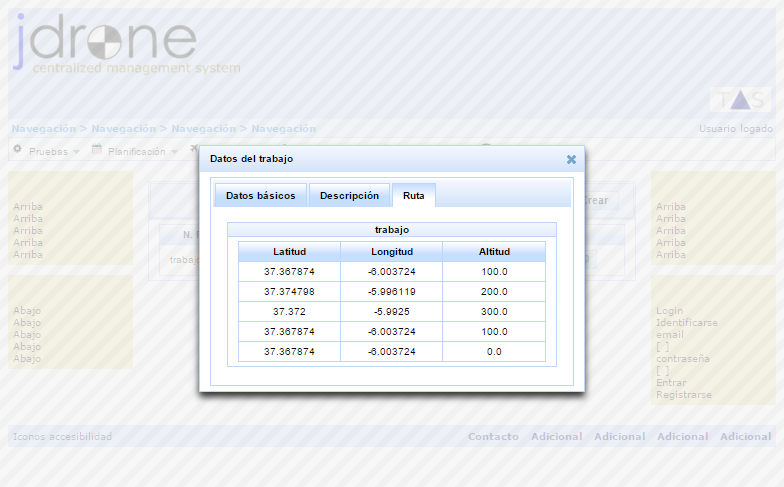 jdrone
centralized management system
TAS
Navegación > Navegación > Navegación > Navegación
Usuario logado
Pruebas
Planificación
Datos del trabajo
Datos básicos
Descripción
Ruta
trabajo
Latitud Longitud Altitud
37.367874 -6.003724 100.0
37.374798 -5.996119 200.0
37.372 -5.9925 300.0
37.367874 -6.003724 100.0
37.367874 -6.003724 0.0
Arriba
Arriba
Arriba
Arriba
Arriba
Abajo
Abajo
Abajo
Abajo
Abajo
N.
Arriba
Arriba
Arriba
Arriba
Arriba
Login
Identificarse
email
[ ]
contraseña
[ ]
Entrar
Registrarse
Iconos accesibilidad
Contacto Adicional Adicional Adicional Adicional